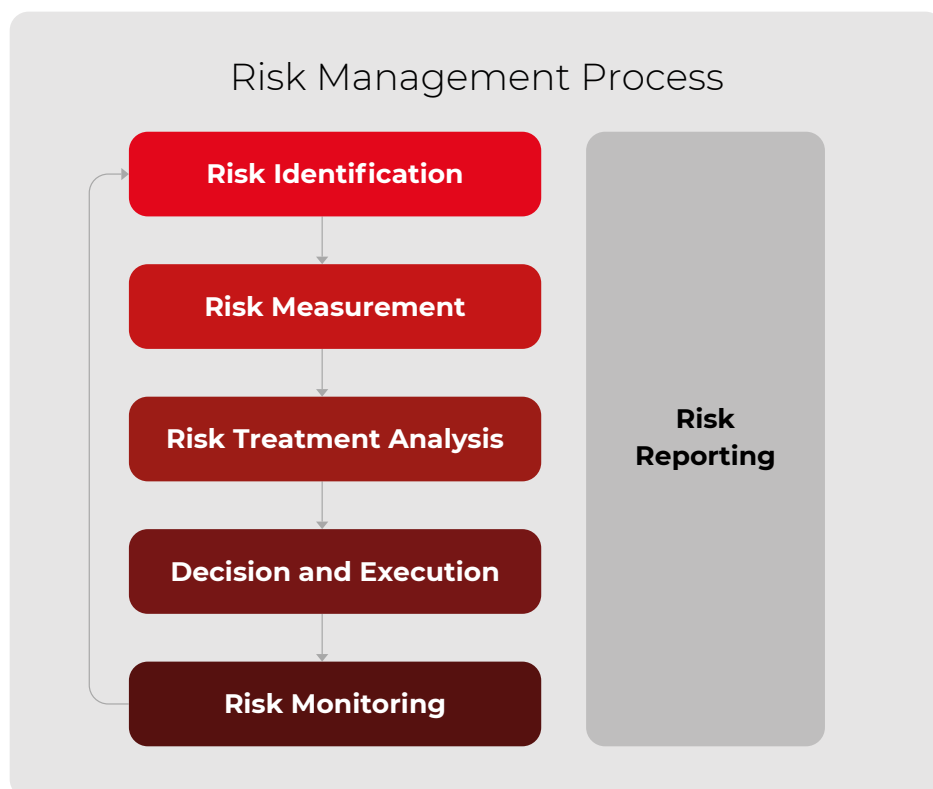 Risk Management Process
Risk Identification
Risk Measurement
Risk Treatment Analysis
Decision and Execution
Risk Monitoring
Risk
Reporting